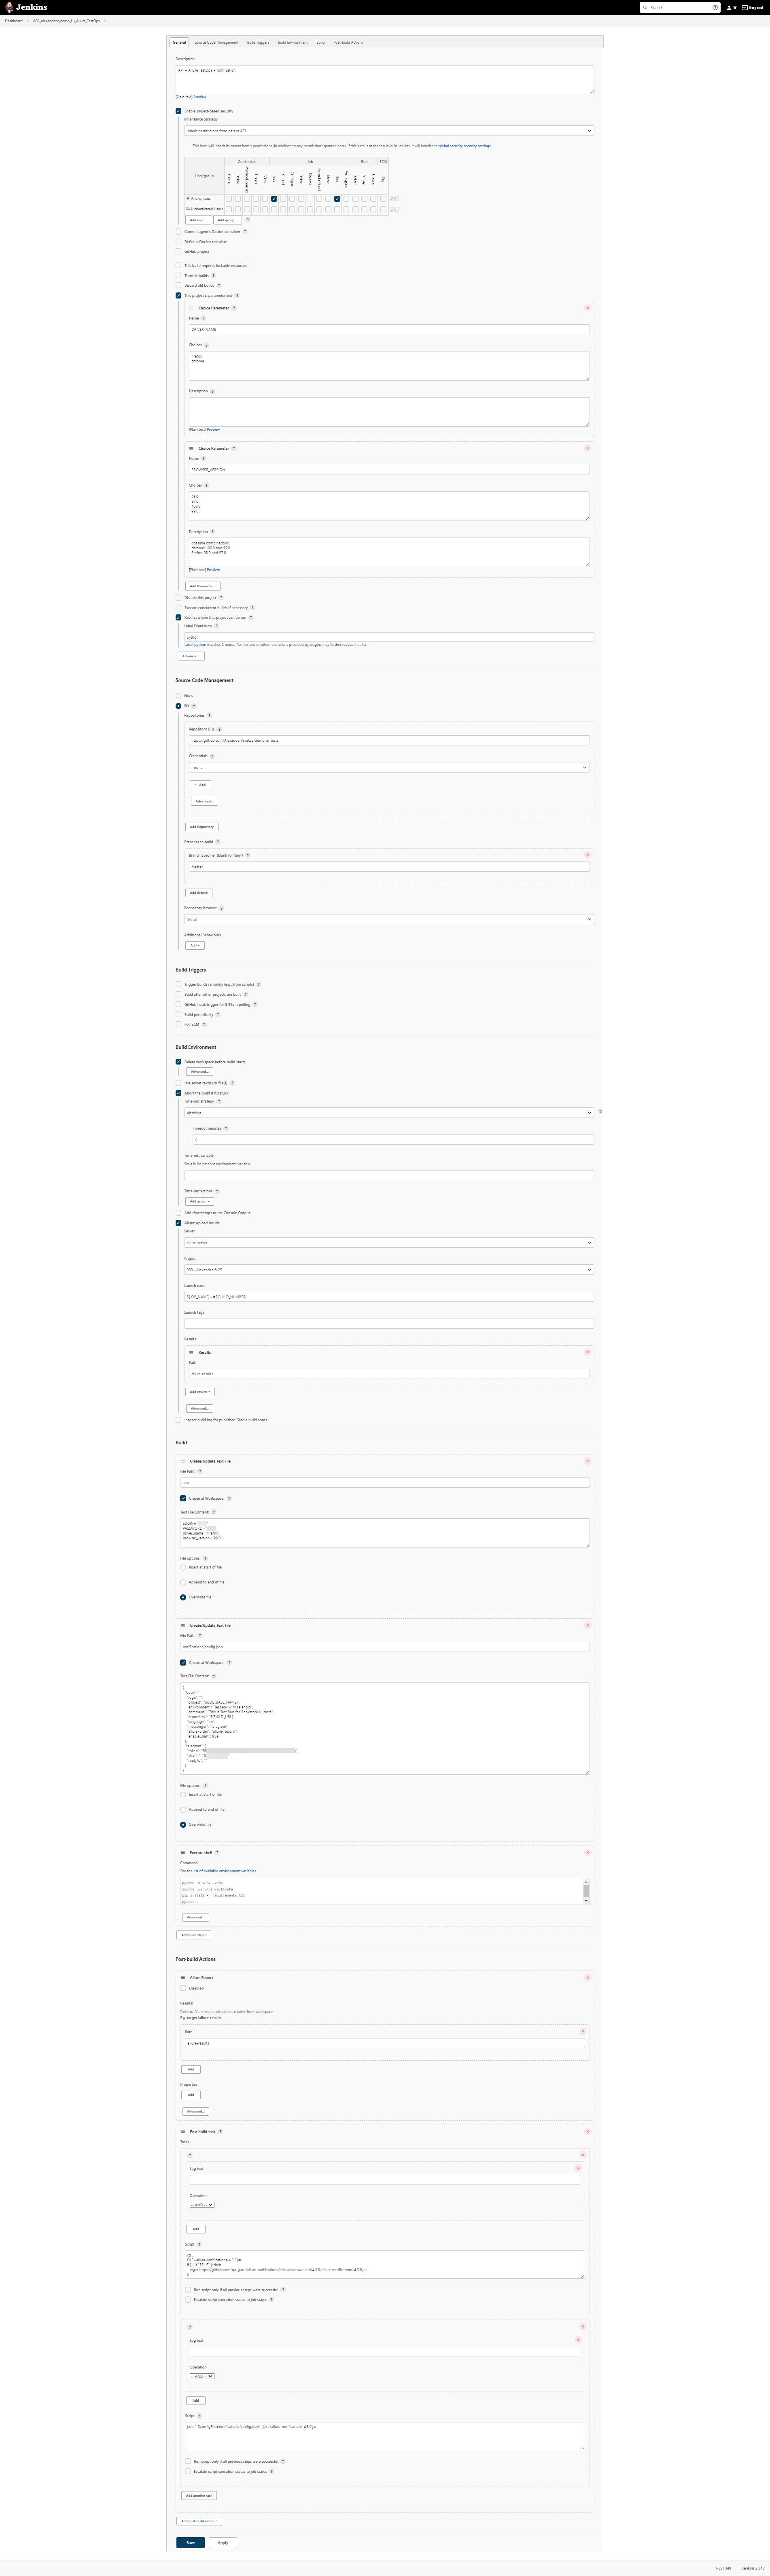 Jenkins
Search
V
log out
Dashboard
General
Source Code Management
Build Triggers
Build Environment
Build
Post-build Actions
Description
API + Allure TestOps + notification
[Plain text] Preview
Enable project-based security
Inheritance Strategy
Inherit permissions from parent ACL
This item will inherit its parent item's permissions (in addition to any permissions granted here). If this item is at the top level in Jenkins, it will inherit the global security security settings.
User/group
Credentials
Job
Run
SCM
Anonymous
Authenticated Users
Add user...
Add group...
Commit agent's Docker container
Define a Docker template
GitHub project
This build requires lockable resources
Throttle builds
Discard old builds
This project is parameterized
Choice Parameter
Name
DRIVER_NAME
Choices
firefox
chrome
Description
[Plain text] Preview
Choice Parameter
Name
BROWSER_VERSION
Choices
98.0
97.0
100.0
99.0
Description
possible combinations:
chrome: 100.0 and 99.0
firefox: 98.0 and 97.0
[Plain text] Preview
Add Parameter
Disable this project
Execute concurrent builds if necessary
Restrict where this project can be run
Label Expression
python
Label python matches 2 nodes. Permissions or other restrictions provided by plugins may further reduce that list.
Advanced...
Source Code Management
None
Git
Repositories
Repository URL
Credentials
- none -
Add
Advanced...
Add Repository
Branches to build
Branch Specifier (blank for 'any')
master
Add Branch
Repository browser
(Auto)
Additional Behaviours
Add
Build Triggers
Trigger builds remotely (e.g., from scripts)
Build after other projects are built
GitHub hook trigger for GITScm polling
Build periodically
Poll SCM
Build Environment
Delete workspace before build starts
Advanced...
Use secret text(s) or file(s)
Abort the build if it's stuck
Time-out strategy
Absolute
Timeout minutes
Time-out variable
Set a build timeout environment variable
Time-out actions
Add action
Add timestamps to the Console Output
Allure: upload results
Server
allure-server
Project
Launch name
${JOB_NAME} - #${BUILD_NUMBER}
Launch tags
Results
Results
Path
allure-results
Add results
Advanced...
Inspect build log for published Gradle build scans
Build
Create/Update Text File
File Path:
.env
Create at Workspace:
Text File Content:
PASSWORD="
driver_name="firefox"
browser_version="98.0"
File options:
Insert at start of file
Append to end of file
Overwrite file
Create/Update Text File
File Path:
notifications/config.json
Create at Workspace:
Text File Content:
{
"base": {
"logo": "",
"project": "${JOB_BASE_NAME}",
"environment": "Test env with selenoid",
"comment": "This is Test Run for Bookstore UI tests",
"reportLink": "${BUILD_URL}",
"language": "en",
"messenger": "telegram",
"allureFolder": "allure-report/",
"enableChart": true
},
"telegram": {
"token":
"chat":
"replyTo": ""
}
}
File options:
Insert at start of file
Append to end of file
Overwrite file
Execute shell
Command
See the list of available environment variables
python -m venv .venv
source .venv/bin/activate
pip install -r requirements.txt
pytest .
Advanced...
Add build step
Post-build Actions
Allure Report
Disabled
Results:
Paths to Allure results directories relative from workspace.
E.g. target/allure-results
Path
allure-results
Add
Properties
Add
Advanced...
Post build task
Tasks
Log text
Operation
-- AND --
Add
Script
cd ..
FILE=allure-notifications-4.2.0.jar
if [ ! -f "$FILE" ]; then
wget https://github.com/qa-guru/allure-notifications/releases/download/4.2.0/allure-notifications-4.2.0.jar
fi
Run script only if all previous steps were successful
Escalate script execution status to job status
Log text
Operation
-- AND --
Add
Script
java "-DconfigFile=notifications/config.json" -jar ../allure-notifications-4.2.0.jar
Run script only if all previous steps were successful
Escalate script execution status to job status
Add another task
Add post-build action
Save
Apply
REST API
Jenkins 2.343